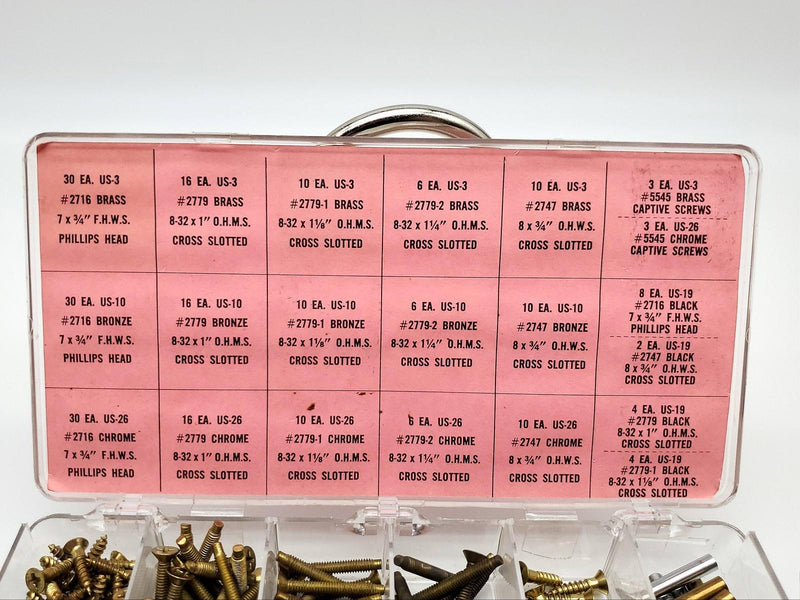 30 EA. US-3
#2716 BRASS
7 x ¾" F.H.W.S.
PHILLIPS HEAD
16 EA. US-3
#2779 BRASS
8-32 x 1" O.H.M.S.
CROSS SLOTTED
10 EA. US-3
#2779-1 BRASS
8-32 x 1⅛" O.H.M.S.
CROSS SLOTTED
6 EA. US-3
#2779-2 BRASS
8-32 x 1¼" O.H.M.S.
CROSS SLOTTED
10 EA. US-3
#2747 BRASS
8 x ¾" O.H.W.S.
CROSS SLOTTED
3 EA. US-3
#5545 BRASS
CAPTIVE SCREWS
3 EA. US-26
#5545 CHROME
CAPTIVE SCREWS
30 EA. US-10
#2716 BRONZE
7 x ¾" F.H.W.S.
PHILLIPS HEAD
16 EA. US-10
#2779 BRONZE
8-32 x 1" O.H.M.S.
CROSS SLOTTED
10 EA. US-10
#2779-1 BRONZE
8-32 x 1⅛" O.H.M.S.
CROSS SLOTTED
6 EA. US-10
#2779-2 BRONZE
8-32 x 1¼" O.H.M.S.
CROSS SLOTTED
10 EA. US-10
#2747 BRONZE
8 x ¾" O.H.W.S.
CROSS SLOTTED
8 EA. US-19
#2716 BLACK
7 x ¾" F.H.W.S.
PHILLIPS HEAD
2 EA. US-19
#2747 BLACK
8 x ¾" O.H.W.S.
CROSS SLOTTED
30 EA. US-26
#2716 CHROME
7 x ¾" F.H.W.S.
PHILLIPS HEAD
16 EA. US-26
#2779 CHROME
8-32 x 1" O.H.M.S.
CROSS SLOTTED
10 EA. US-26
#2779-1 CHROME
8-32 x 1⅛" O.H.M.S.
CROSS SLOTTED
6 EA. US-26
#2779-2 CHROME
8-32 x 1¼" O.H.M.S.
CROSS SLOTTED
10 EA. US-26
#2747 CHROME
8 x ¾" O.H.W.S.
CROSS SLOTTED
4 EA. US-19
#2779 BLACK
8-32 x 1" O.H.M.S.
CROSS SLOTTED
4 EA. US-19
#2779-1 BLACK
8-32 x 1⅛" O.H.M.S.
CROSS SLOTTED